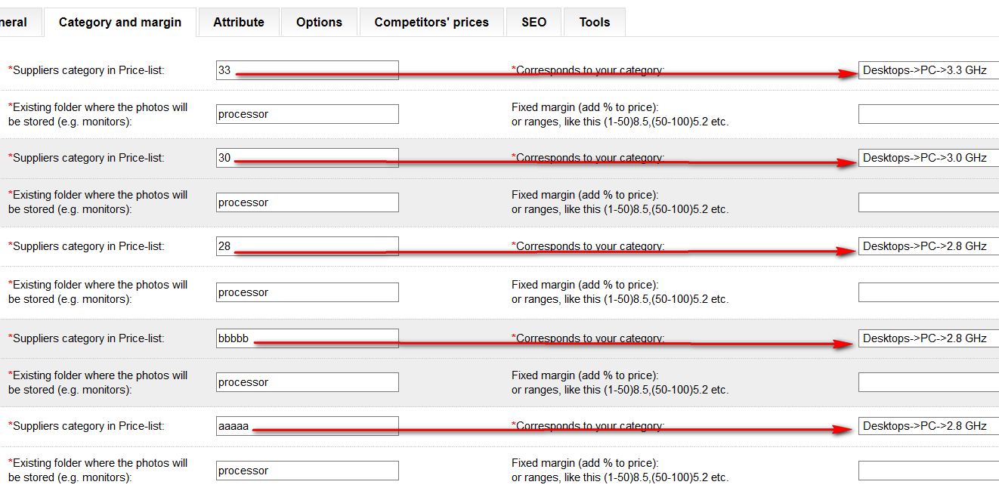 neral Category and margin Attribute Options Competitors' prices SEO Tools
*Suppliers category in Price-list: 33 *Corresponds to your category: Desktops->PC->3.3 GHz
*Existing folder where the photos will be stored (e.g. monitors): processor Fixed margin (add % to price):
or ranges, like this (1-50)8.5,(50-100)5.2 etc.
*Suppliers category in Price-list: 30 *Corresponds to your category: Desktops->PC->3.0 GHz
*Existing folder where the photos will be stored (e.g. monitors): processor Fixed margin (add % to price):
or ranges, like this (1-50)8.5,(50-100)5.2 etc.
*Suppliers category in Price-list: 28 *Corresponds to your category: Desktops->PC->2.8 GHz
*Existing folder where the photos will be stored (e.g. monitors): processor Fixed margin (add % to price):
or ranges, like this (1-50)8.5,(50-100)5.2 etc.
*Suppliers category in Price-list: bbbbb *Corresponds to your category: Desktops->PC->2.8 GHz
*Existing folder where the photos will be stored (e.g. monitors): processor Fixed margin (add % to price):
or ranges, like this (1-50)8.5,(50-100)5.2 etc.
*Suppliers category in Price-list: aaaaa *Corresponds to your category: Desktops->PC->2.8 GHz
*Existing folder where the photos will be stored (e.g. monitors): processor Fixed margin (add % to price):
or ranges, like this (1-50)8.5,(50-100)5.2 etc.